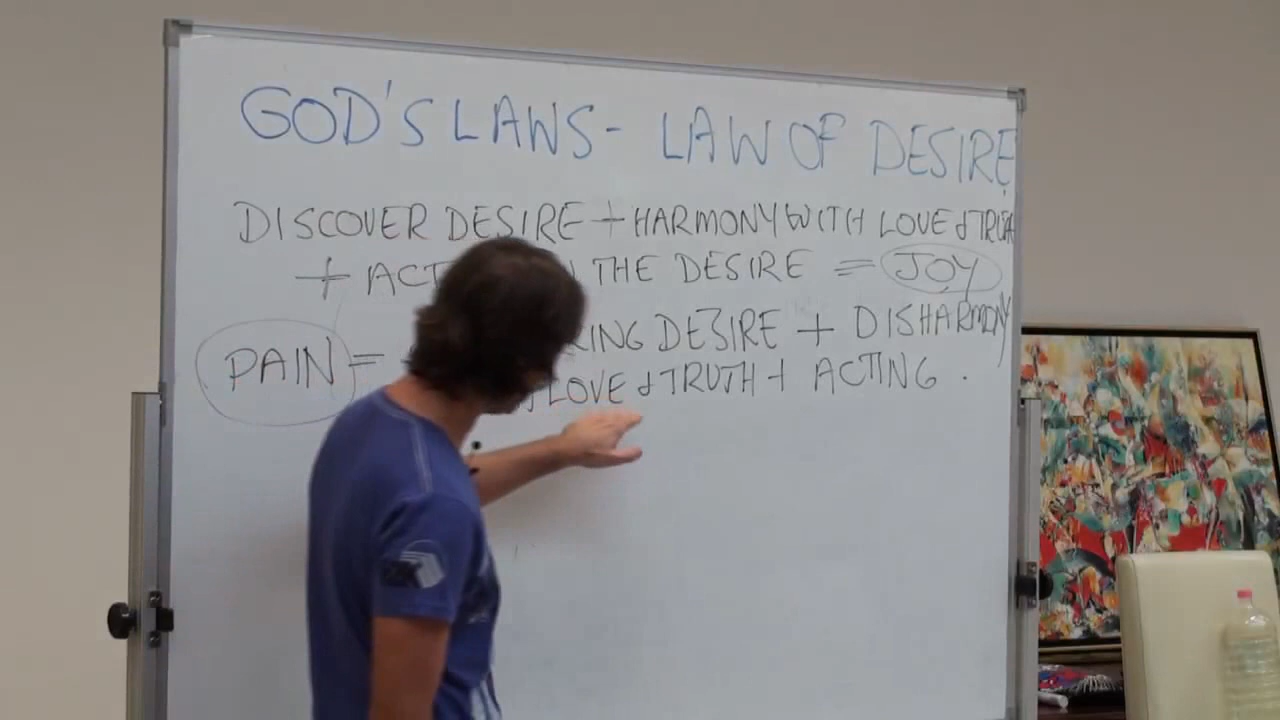 GOD'S LAWS - LAW OF DESIRE
DISCOVER DESIRE + HARMONY WITH LOVE & TRUTH
+ ACT THE DESIRE = JOY
PAIN = RING DESIRE + DISHARMONY
LOVE & TRUTH + ACTING.